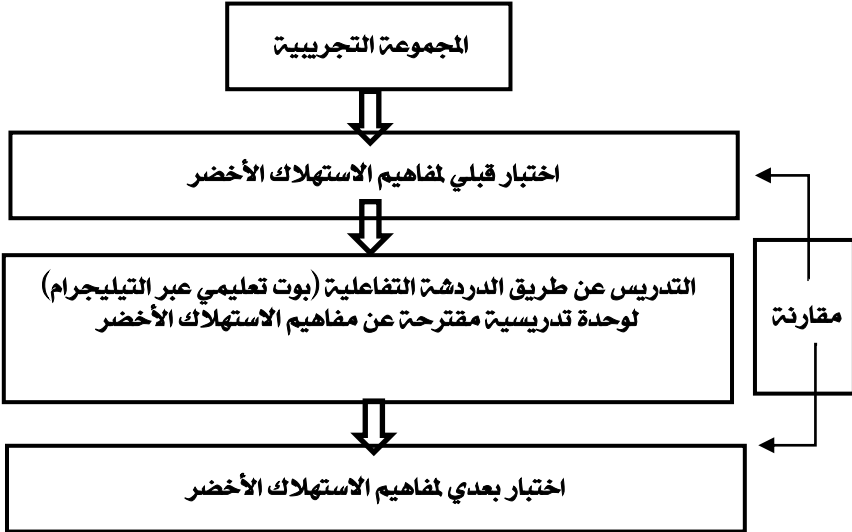 المجموعة التجريبية
اختبار قبلي لمفاهيم الاستهلاك الأخضر
التدريس عن طريق الدردشة التفاعلية (بوت تعليمي عبر التيليجرام)
لوحدة تدريسية مقترحة عن مفاهيم الاستهلاك الأخضر
مقارنة
اختبار بعدي لمفاهيم الاستهلاك الأخضر